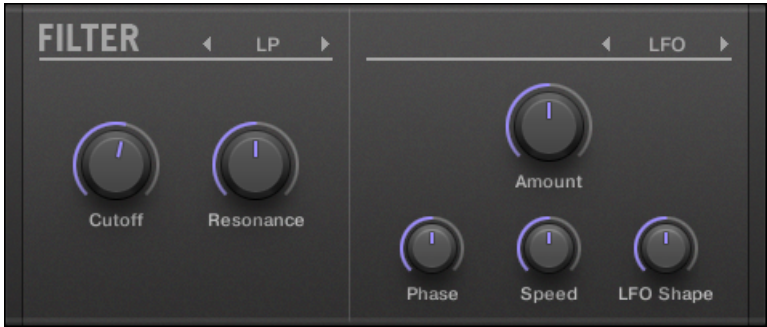 FILTER
LP
LFO
Amount
Cutoff
Resonance
Phase
Speed
LFO Shape